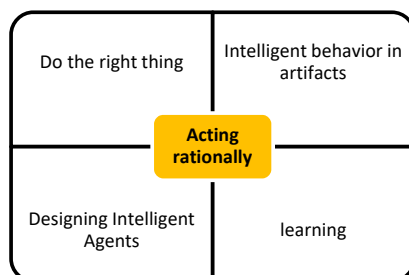 Do the right thing
Intelligent behavior in
artifacts
Acting
rationally
Designing Intelligent
Agents
learning